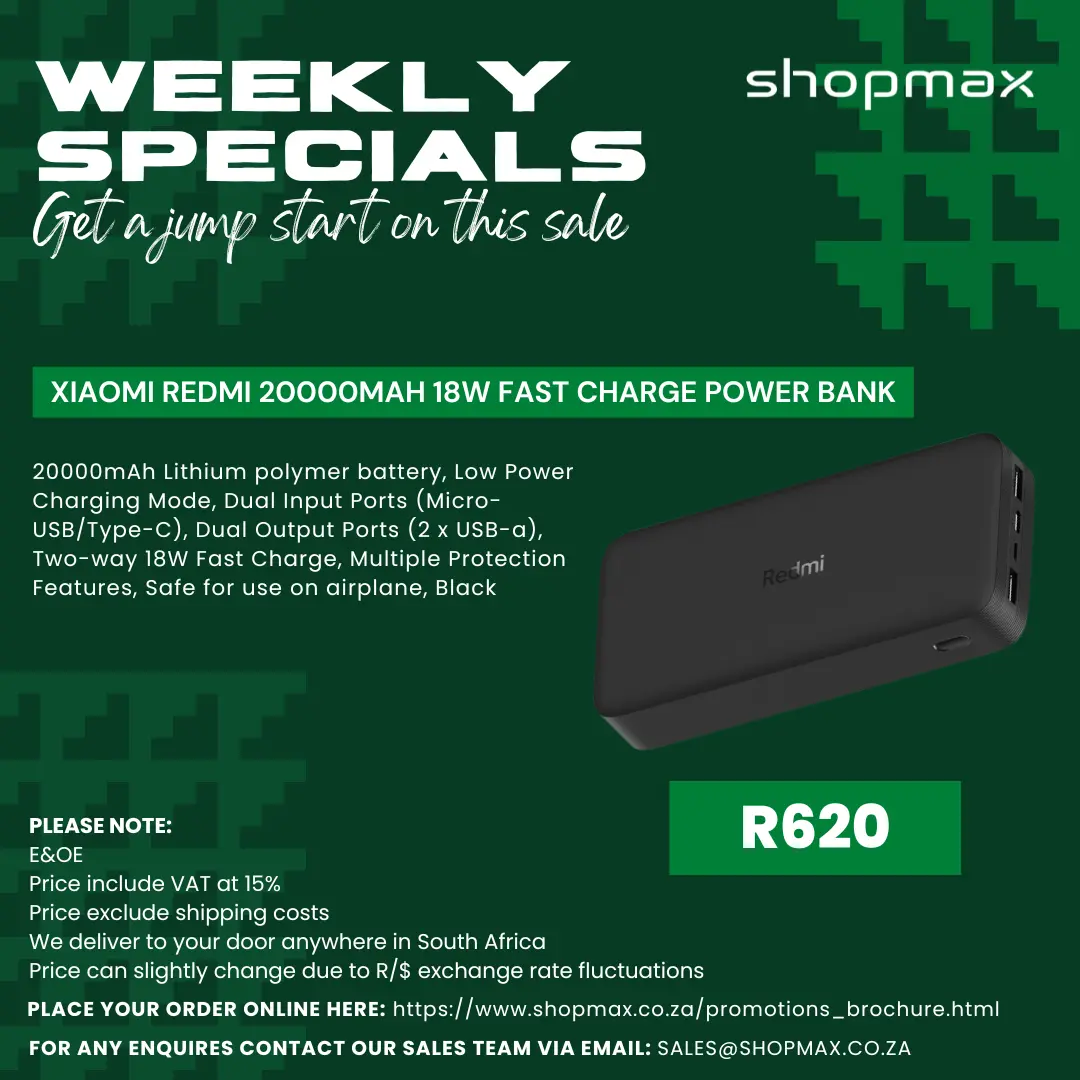 WEEKLY
SPECIALS
Get a jump start on this sale
shopmax
XIAOMI REDMI 20000MAH 18W FAST CHARGE POWER BANK
20000mAh Lithium polymer battery, Low Power
Charging Mode, Dual Input Ports (Micro-
USB/Type-C), Dual Output Ports (2 x USB-a),
Two-way 18W Fast Charge, Multiple Protection
Features, Safe for use on airplane, Black
Redmi
R620
PLEASE NOTE:
E&OE
Price include VAT at 15%
Price exclude shipping costs
We deliver to your door anywhere in South Africa
Price can slightly change due to R/$ exchange rate fluctuations
PLACE YOUR ORDER ONLINE HERE: https://www.shopmax.co.za/promotions_brochure.html
FOR ANY ENQUIRES CONTACT OUR SALES TEAM VIA EMAIL: SALES@SHOPMAX.CO.ZA